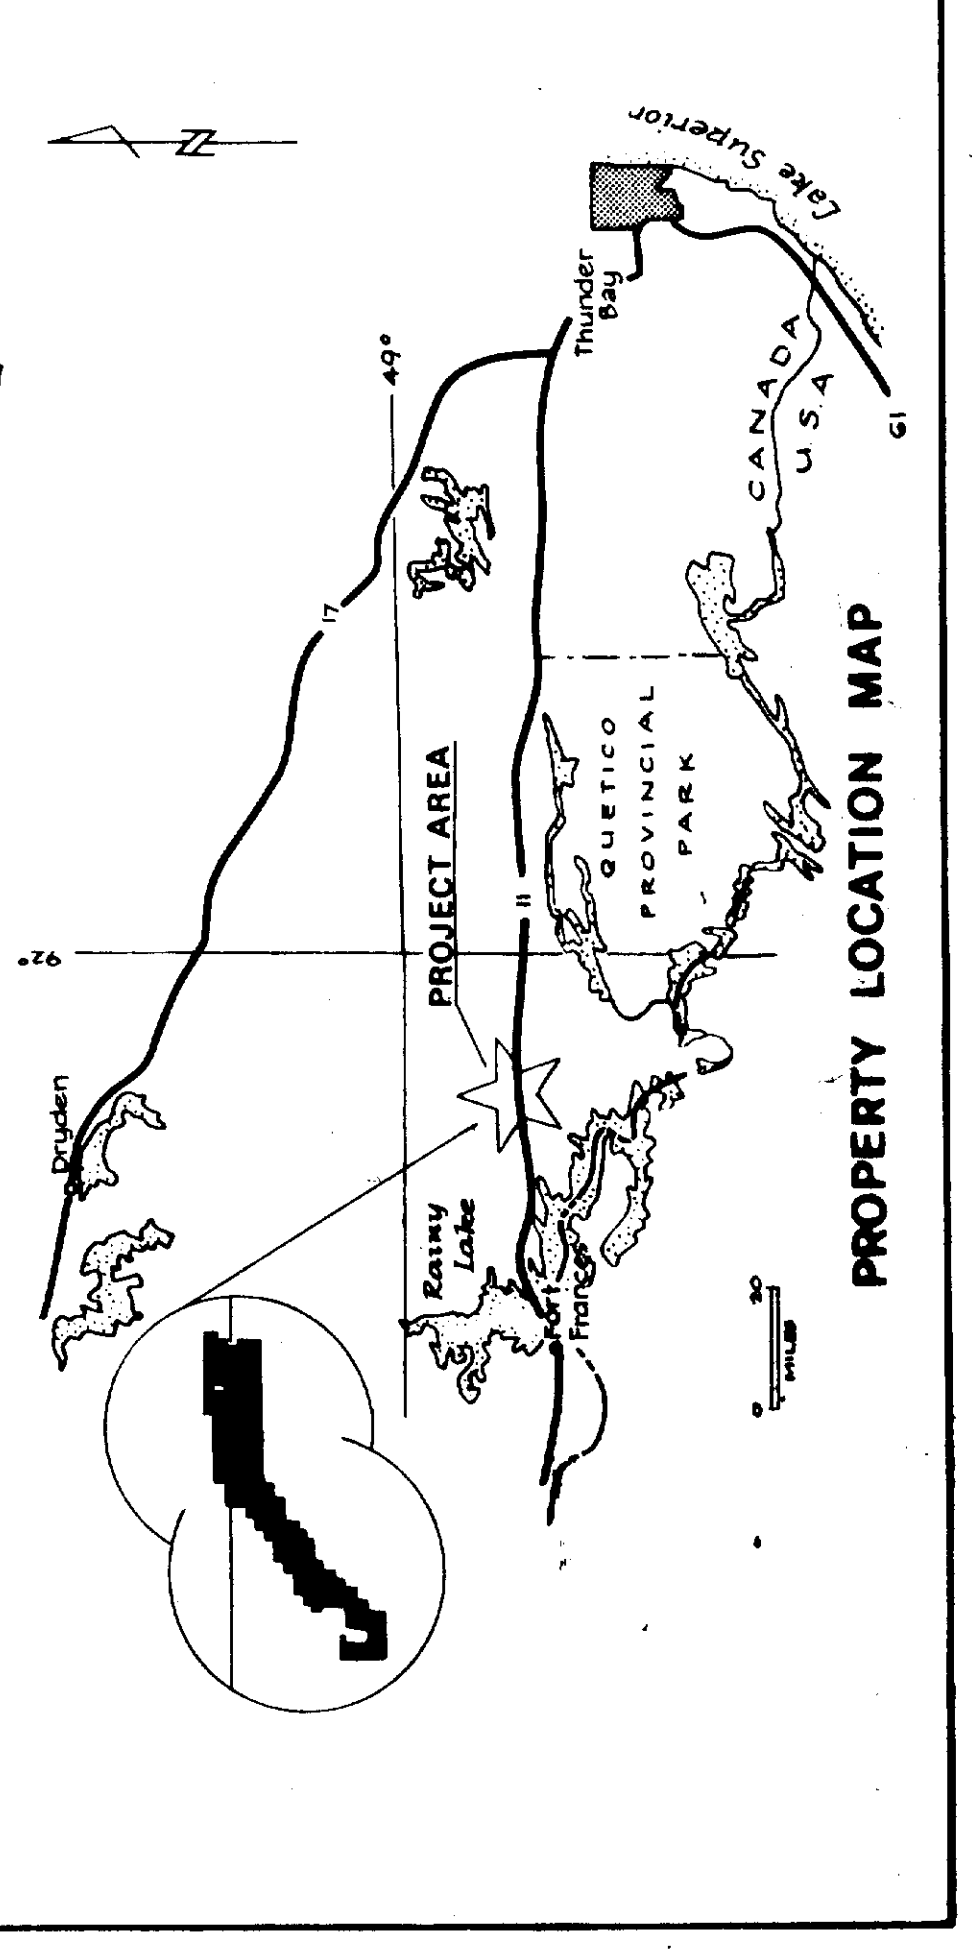 N
92°
49°
Dryden
17
PROJECT AREA
11
Rainy
Lake
Fort
Frances
Thunder
Bay
Lake Superior
QUETICO
PROVINCIAL
PARK
CANADA
U.S.A
61
0
MILES
PROPERTY LOCATION MAP